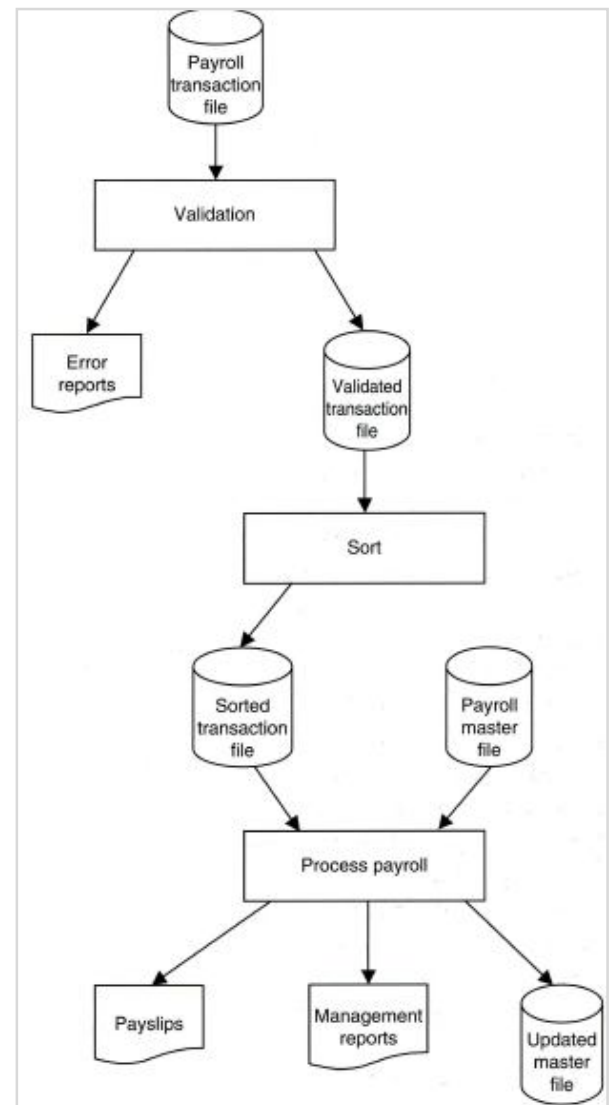 Payroll
transaction
file
Validation
Error
reports
Validated
transaction
file
Sort
Sorted
transaction
file
Payroll
master
file
Process payroll
Payslips
Management
reports
Updated
master
file